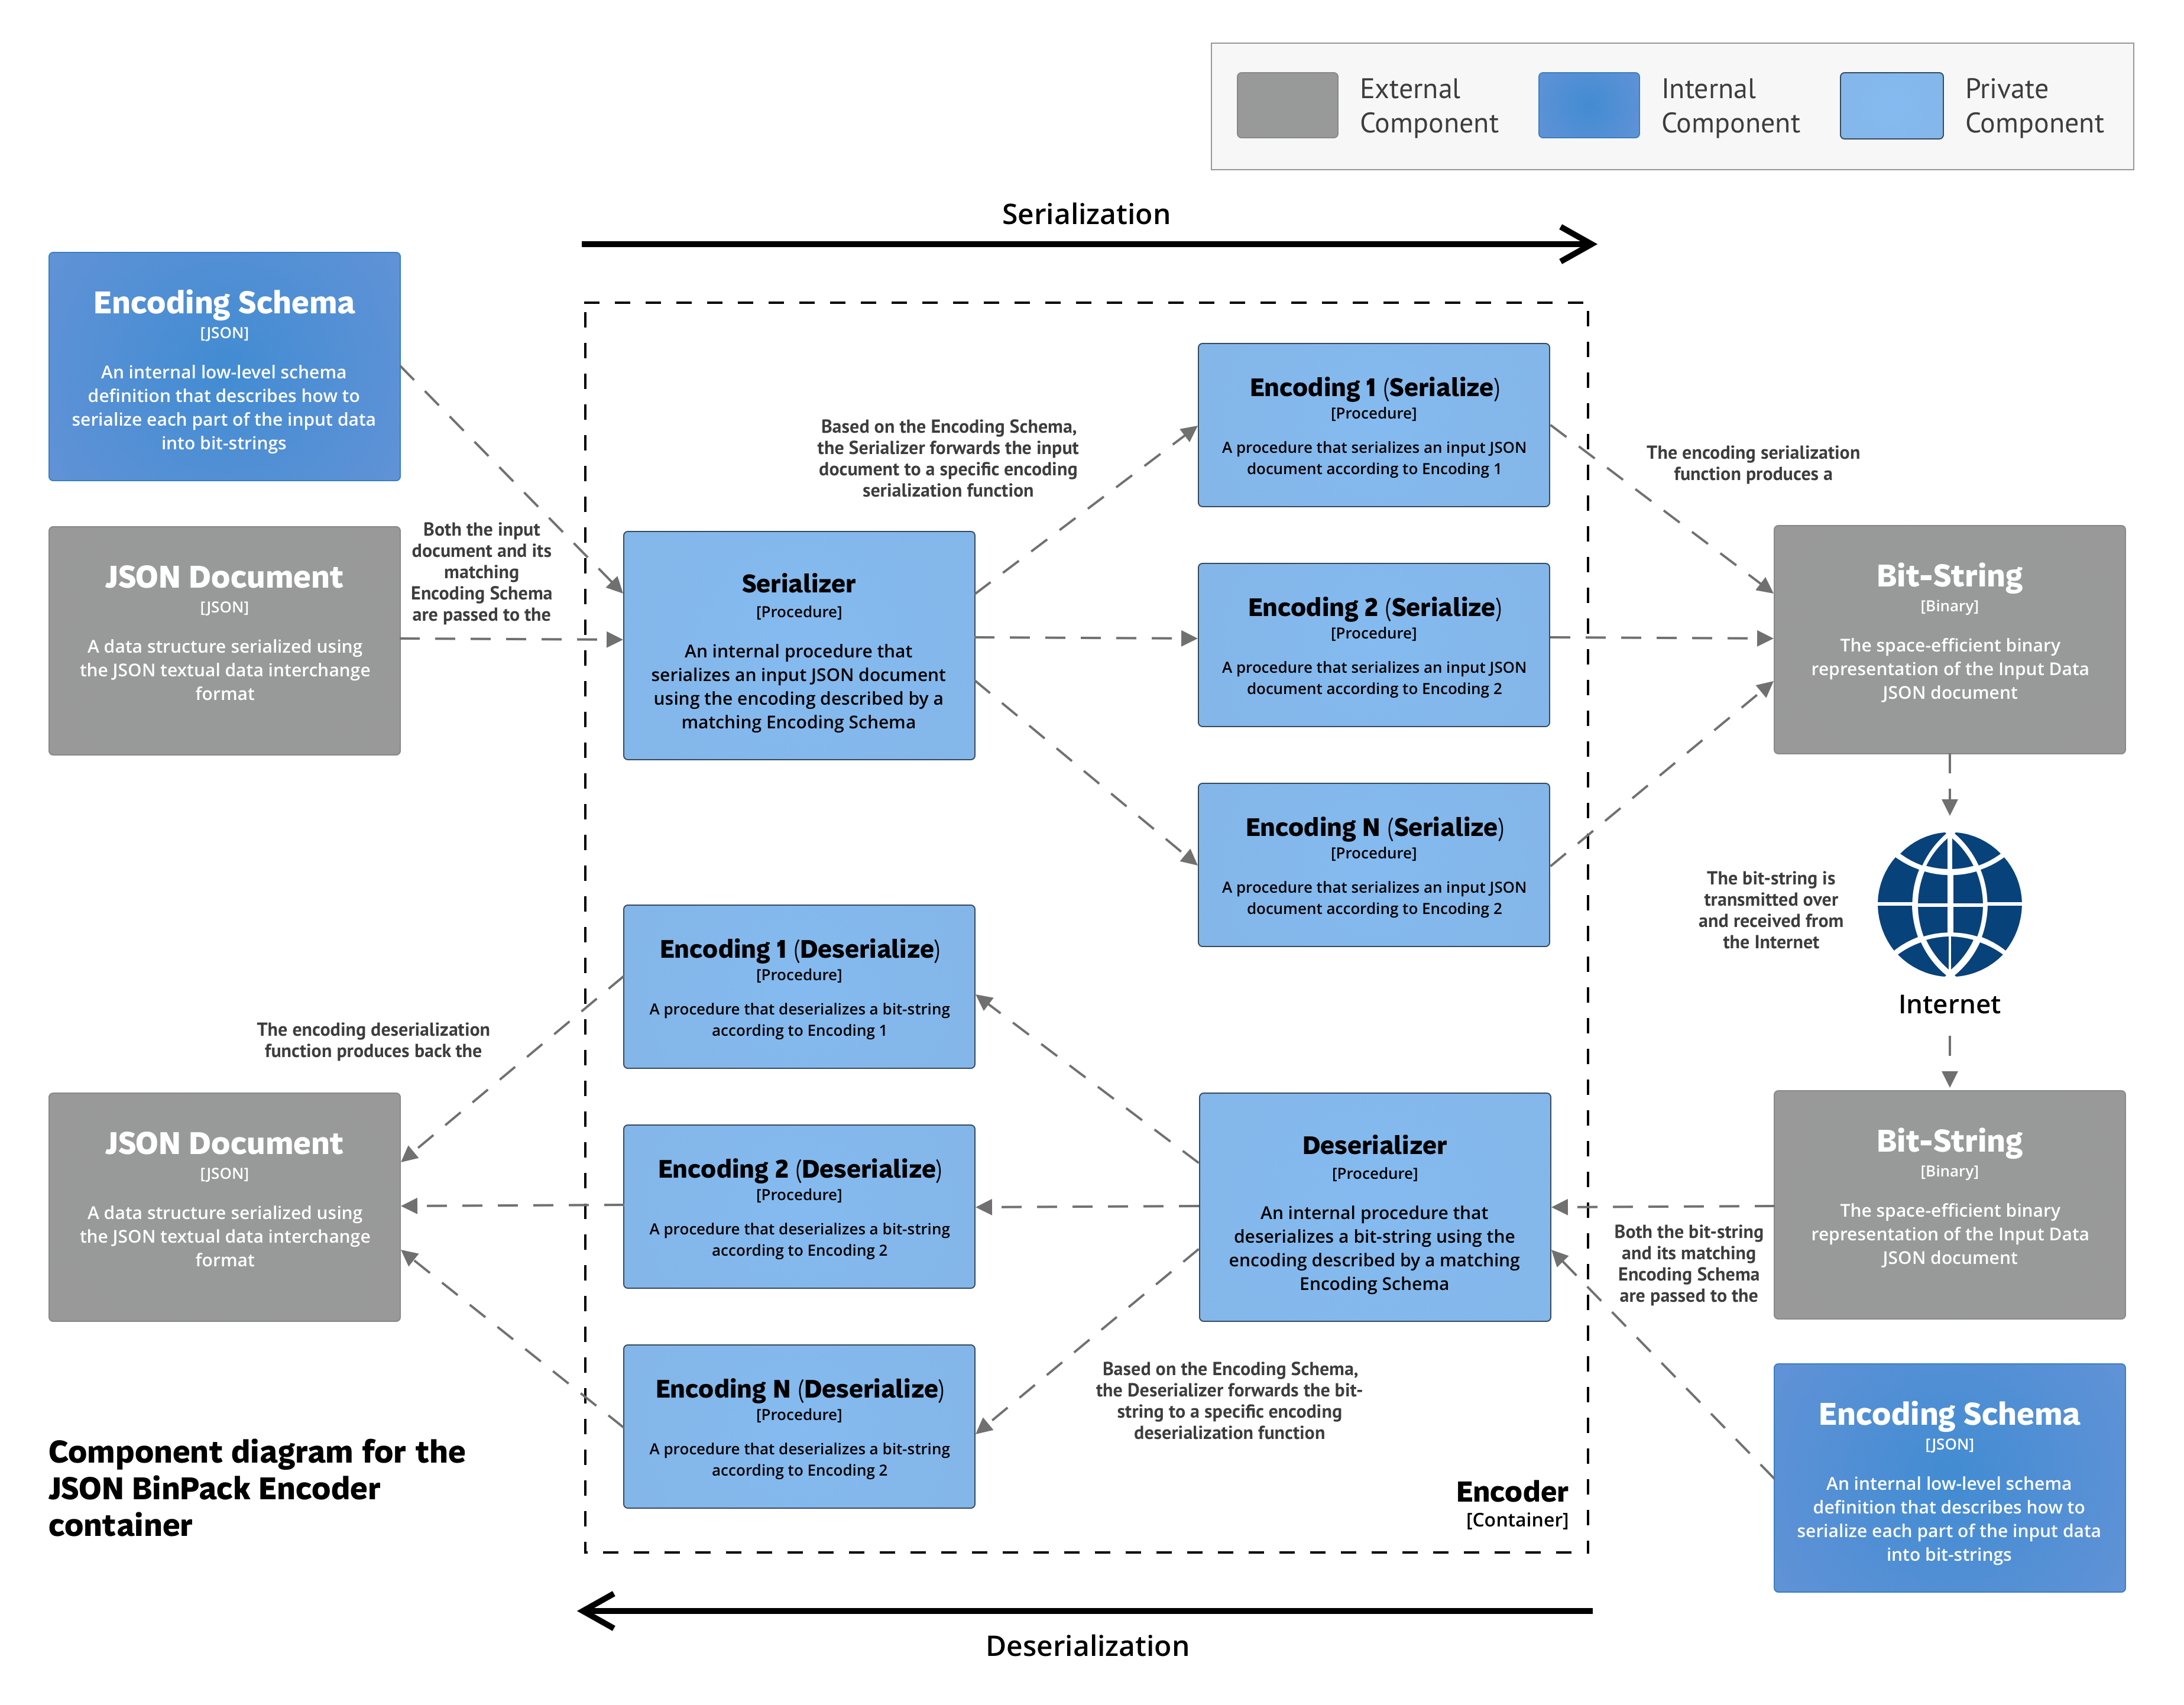 External
Component
Internal
Component
Private
Component
Serialization
Encoding Schema
[JSON]
An internal low-level schema
definition that describes how to
serialize each part of the input data
into bit-strings
JSON Document
[JSON]
A data structure serialized using
the JSON textual data interchange
format
Both the input
document and its
matching
Encoding Schema
are passed to the
Serializer
[Procedure]
An internal procedure that
serializes an input JSON document
using the encoding described by a
matching Encoding Schema
Based on the Encoding Schema,
the Serializer forwards the input
document to a specific encoding
serialization function
Encoding 1 (Serialize)
[Procedure]
A procedure that serializes an input JSON
document according to Encoding 1
Encoding 2 (Serialize)
[Procedure]
A procedure that serializes an input JSON
document according to Encoding 2
Encoding N (Serialize)
[Procedure]
A procedure that serializes an input JSON
document according to Encoding 2
The encoding serialization
function produces a
Bit-String
[Binary]
The space-efficient binary
representation of the Input Data
JSON document
The bit-string is
transmitted over
and received from
the Internet
Internet
Bit-String
[Binary]
The space-efficient binary
representation of the Input Data
JSON document
Both the bit-string
and its matching
Encoding Schema
are passed to the
Encoding Schema
[JSON]
An internal low-level schema
definition that describes how to
serialize each part of the input data
into bit-strings
Deserializer
[Procedure]
An internal procedure that
deserializes a bit-string using the
encoding described by a matching
Encoding Schema
Based on the Encoding Schema,
the Deserializer forwards the bit-
string to a specific encoding
deserialization function
Encoding 1 (Deserialize)
[Procedure]
A procedure that deserializes a bit-string
according to Encoding 1
Encoding 2 (Deserialize)
[Procedure]
A procedure that deserializes a bit-string
according to Encoding 2
Encoding N (Deserialize)
[Procedure]
A procedure that deserializes a bit-string
according to Encoding 2
The encoding deserialization
function produces back the
JSON Document
[JSON]
A data structure serialized using
the JSON textual data interchange
format
Encoder
[Container]
Component diagram for the
JSON BinPack Encoder
container
Deserialization